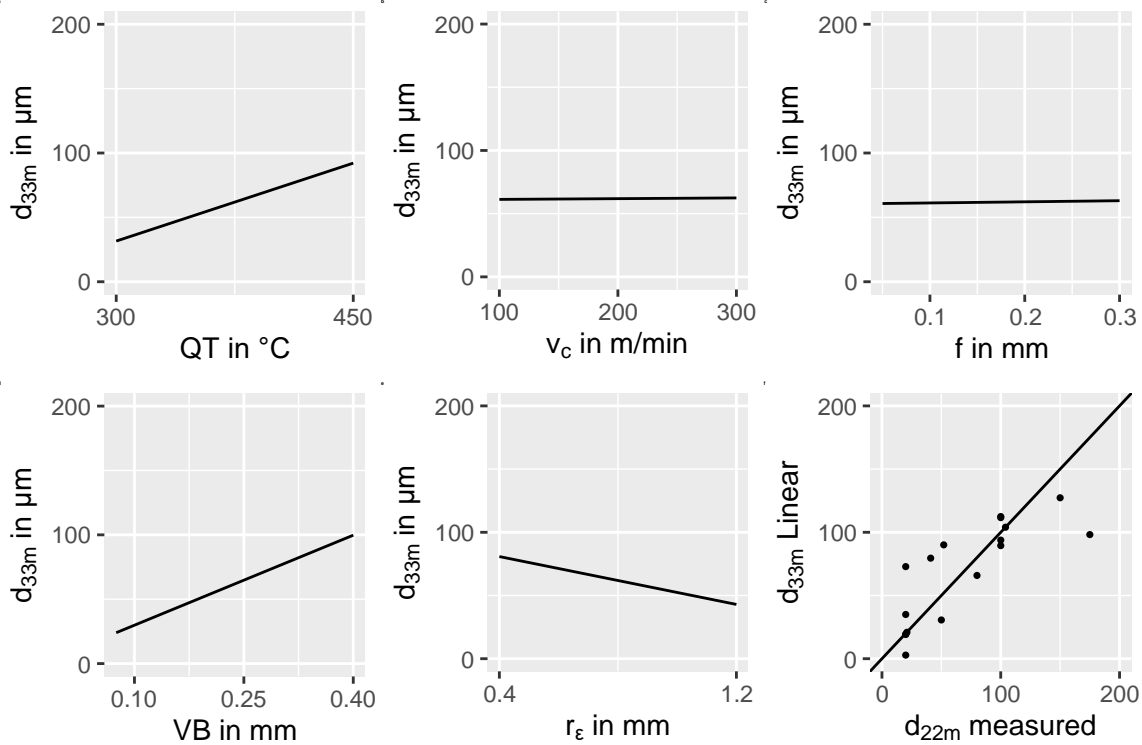 200
100
0
d33m in µm
300
450
QT in °C
200
100
0
d33m in µm
100
200
300
vc in m/min
200
100
0
d33m in µm
0.1
0.2
0.3
f in mm
200
100
0
d33m in µm
0.10
0.25
0.40
VB in mm
200
100
0
d33m in µm
0.4
1.2
rε in mm
200
100
0
d33m Linear
0
100
200
d22m measured